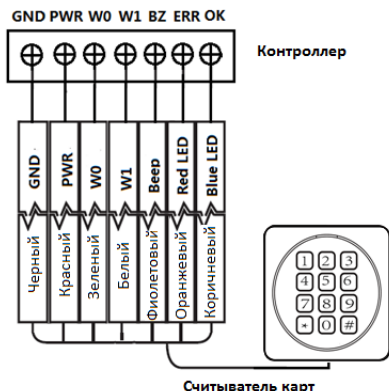 GND PWR W0 W1 BZ ERR OK
Контроллер
GND
PWR
W0
W1
Beep
Red LED
Blue LED
Черный
Красный
Зеленый
Белый
Фиолетовый
Оранжевый
Коричневый
1 2 3
4 5 6
7 8 9
* 0 #
Считыватель карт